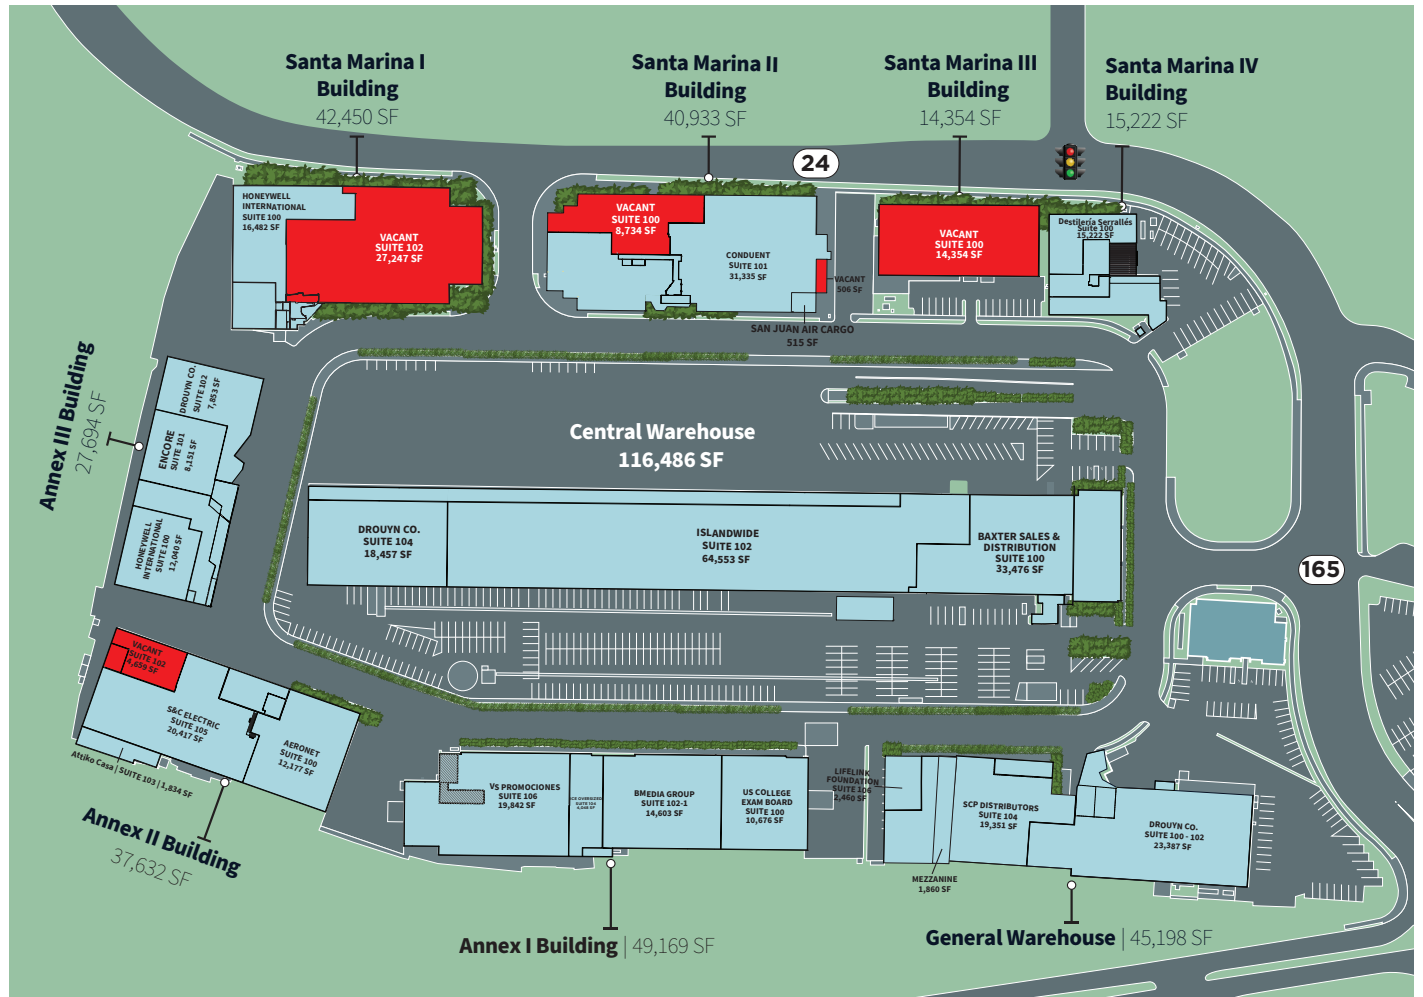 Santa Marina I
Building
42,450 SF
Santa Marina II
Building
40,933 SF
Santa Marina III
Building
14,354 SF
Santa Marina IV
Building
15,222 SF
24
HONEYWELL
INTERNATIONAL
SUITE 100
16,482 SF
VACANT
SUITE 102
27,247 SF
VACANT
SUITE 100
8,734 SF
CONDUENT
SUITE 101
31,335 SF
VACANT
506 SF
SAN JUAN AIR CARGO
515 SF
VACANT
SUITE 100
14,354 SF
Destilería Serrallés
Suite 100
15,222 SF
Annex III Building
27,694 SF
DROUYN CO.
SUITE 102
7,853 SF
ENCORE
SUITE 101
8,151 SF
HONEYWELL
INTERNATIONAL
SUITE 100
12,040 SF
Central Warehouse
116,486 SF
DROUYN CO.
SUITE 104
18,457 SF
ISLANDWIDE
SUITE 102
64,553 SF
BAXTER SALES &
DISTRIBUTION
SUITE 100
33,476 SF
165
VACANT
SUITE 102
4,659 SF
S&C ELECTRIC
SUITE 105
20,417 SF
AERONET
SUITE 100
12,177 SF
Attiko Casa | SUITE 103 | 1,834 SF
Annex II Building
37,632 SF
Vs PROMOCIONES
SUITE 106
19,842 SF
BMEDIA GROUP
SUITE 102-1
14,603 SF
US COLLEGE
EXAM BOARD
SUITE 100
10,676 SF
LIFELINK
FOUNDATION
SUITE 106
2,460 SF
SCP DISTRIBUTORS
SUITE 104
19,351 SF
DROUYN CO.
SUITE 100 - 102
23,387 SF
MEZZANINE
1,860 SF
Annex I Building | 49,169 SF
General Warehouse | 45,198 SF